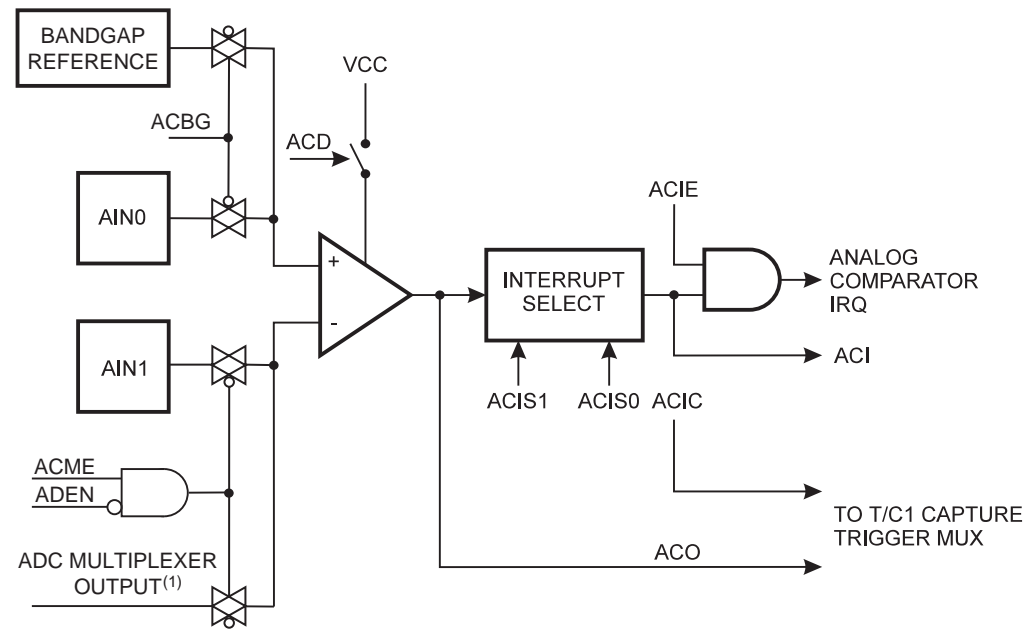 BANDGAP
REFERENCE
VCC
ACBG
ACD
AIN0
ACIE
+
INTERRUPT
SELECT
ANALOG
COMPARATOR
IRQ
-
AIN1
ACI
ACIS1
ACIS0
ACIC
ACME
ADEN
TO T/C1 CAPTURE
TRIGGER MUX
ADC MULTIPLEXER
OUTPUT(1)
ACO